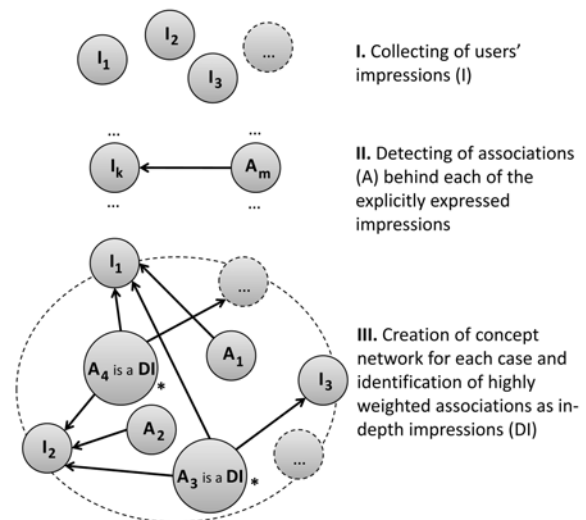 I₁
I₂
I₃
...
I. Collecting of users'
impressions (I)
...
...
Iₖ
Aₘ
...
...
II. Detecting of associations
(A) behind each of the
explicitly expressed
impressions
I₁
...
A₄ is a DI
*
A₁
I₃
A₂
I₂
A₃ is a DI
*
...
III. Creation of concept
network for each case and
identification of highly
weighted associations as in-
depth impressions (DI)